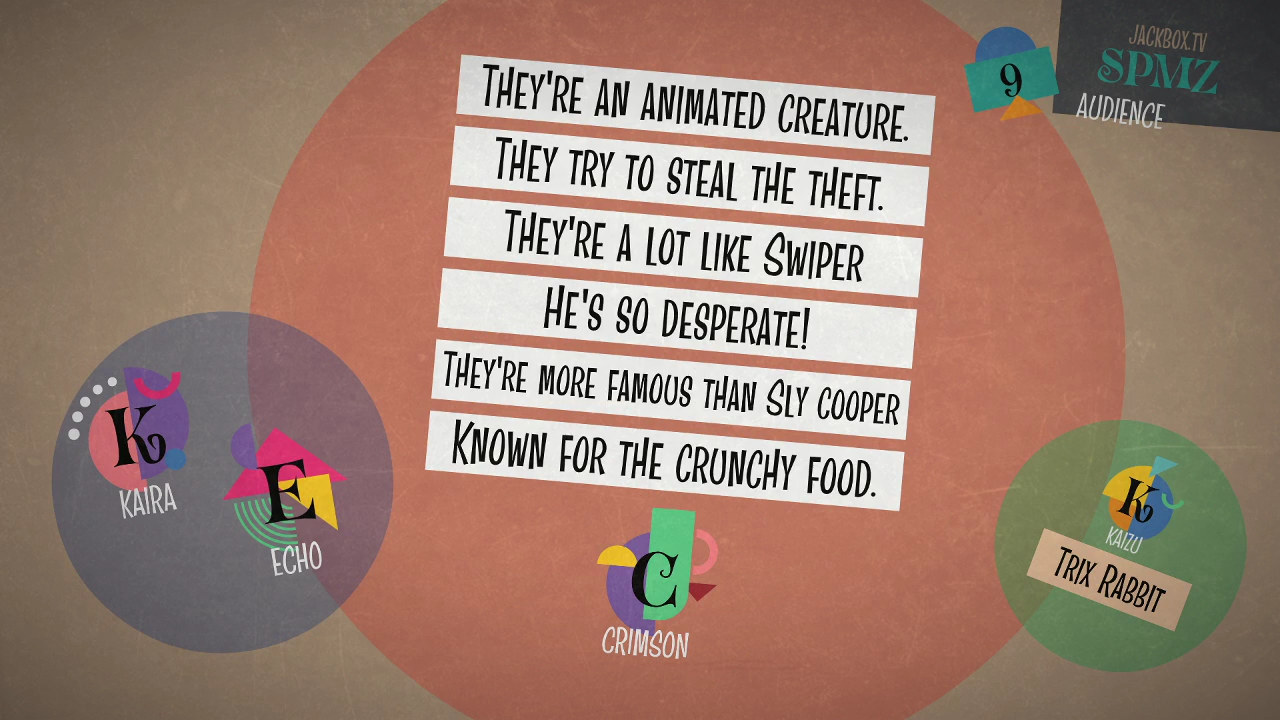 JACKBOX.TV
SPMZ
9
AUDIENCE
They're an animated creature.
They try to steal the theft.
They're a lot like Swiper
He's so desperate!
They're more famous than Sly Cooper
Known for the crunchy food.
K
KAIRA
E
ECHO
C
CRIMSON
K
KAIZU
Trix Rabbit